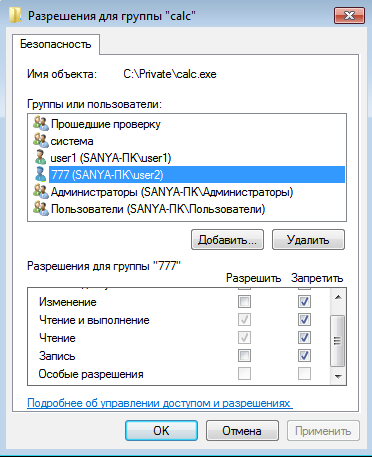 Разрешения для группы "calc"
Безопасность
Имя объекта: C:\Private\calc.exe
Группы или пользователи:
Прошедшие проверку
система
user1 (SANYA-ПК\user1)
777 (SANYA-ПК\user2)
Администраторы (SANYA-ПК\Администраторы)
Пользователи (SANYA-ПК\Пользователи)
Добавить... Удалить
Разрешения для группы "777" Разрешить Запретить
Изменение
Чтение и выполнение
Чтение
Запись
Особые разрешения
Подробнее об управлении доступом и разрешениях
OK Отмена Применить